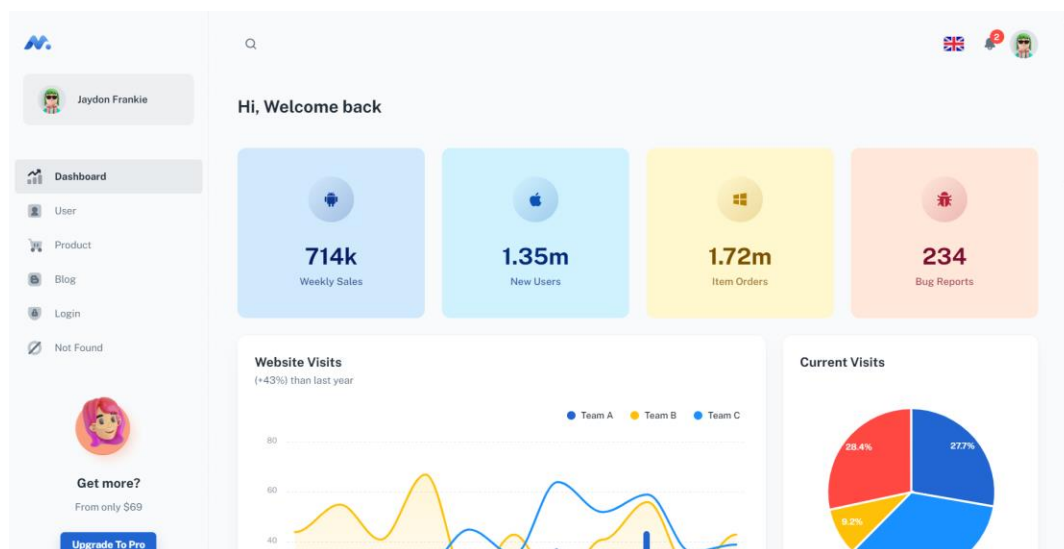 2
Jaydon Frankie
Hi, Welcome back
Dashboard
User
Product
Blog
Login
Not Found
Get more?
From only $69
Upgrade To Pro
714k
Weekly Sales
1.35m
New Users
1.72m
Item Orders
234
Bug Reports
Website Visits
(+43%) than last year
Team A
Team B
Team C
80
60
40
Current Visits
28.4%
27.7%
9.2%